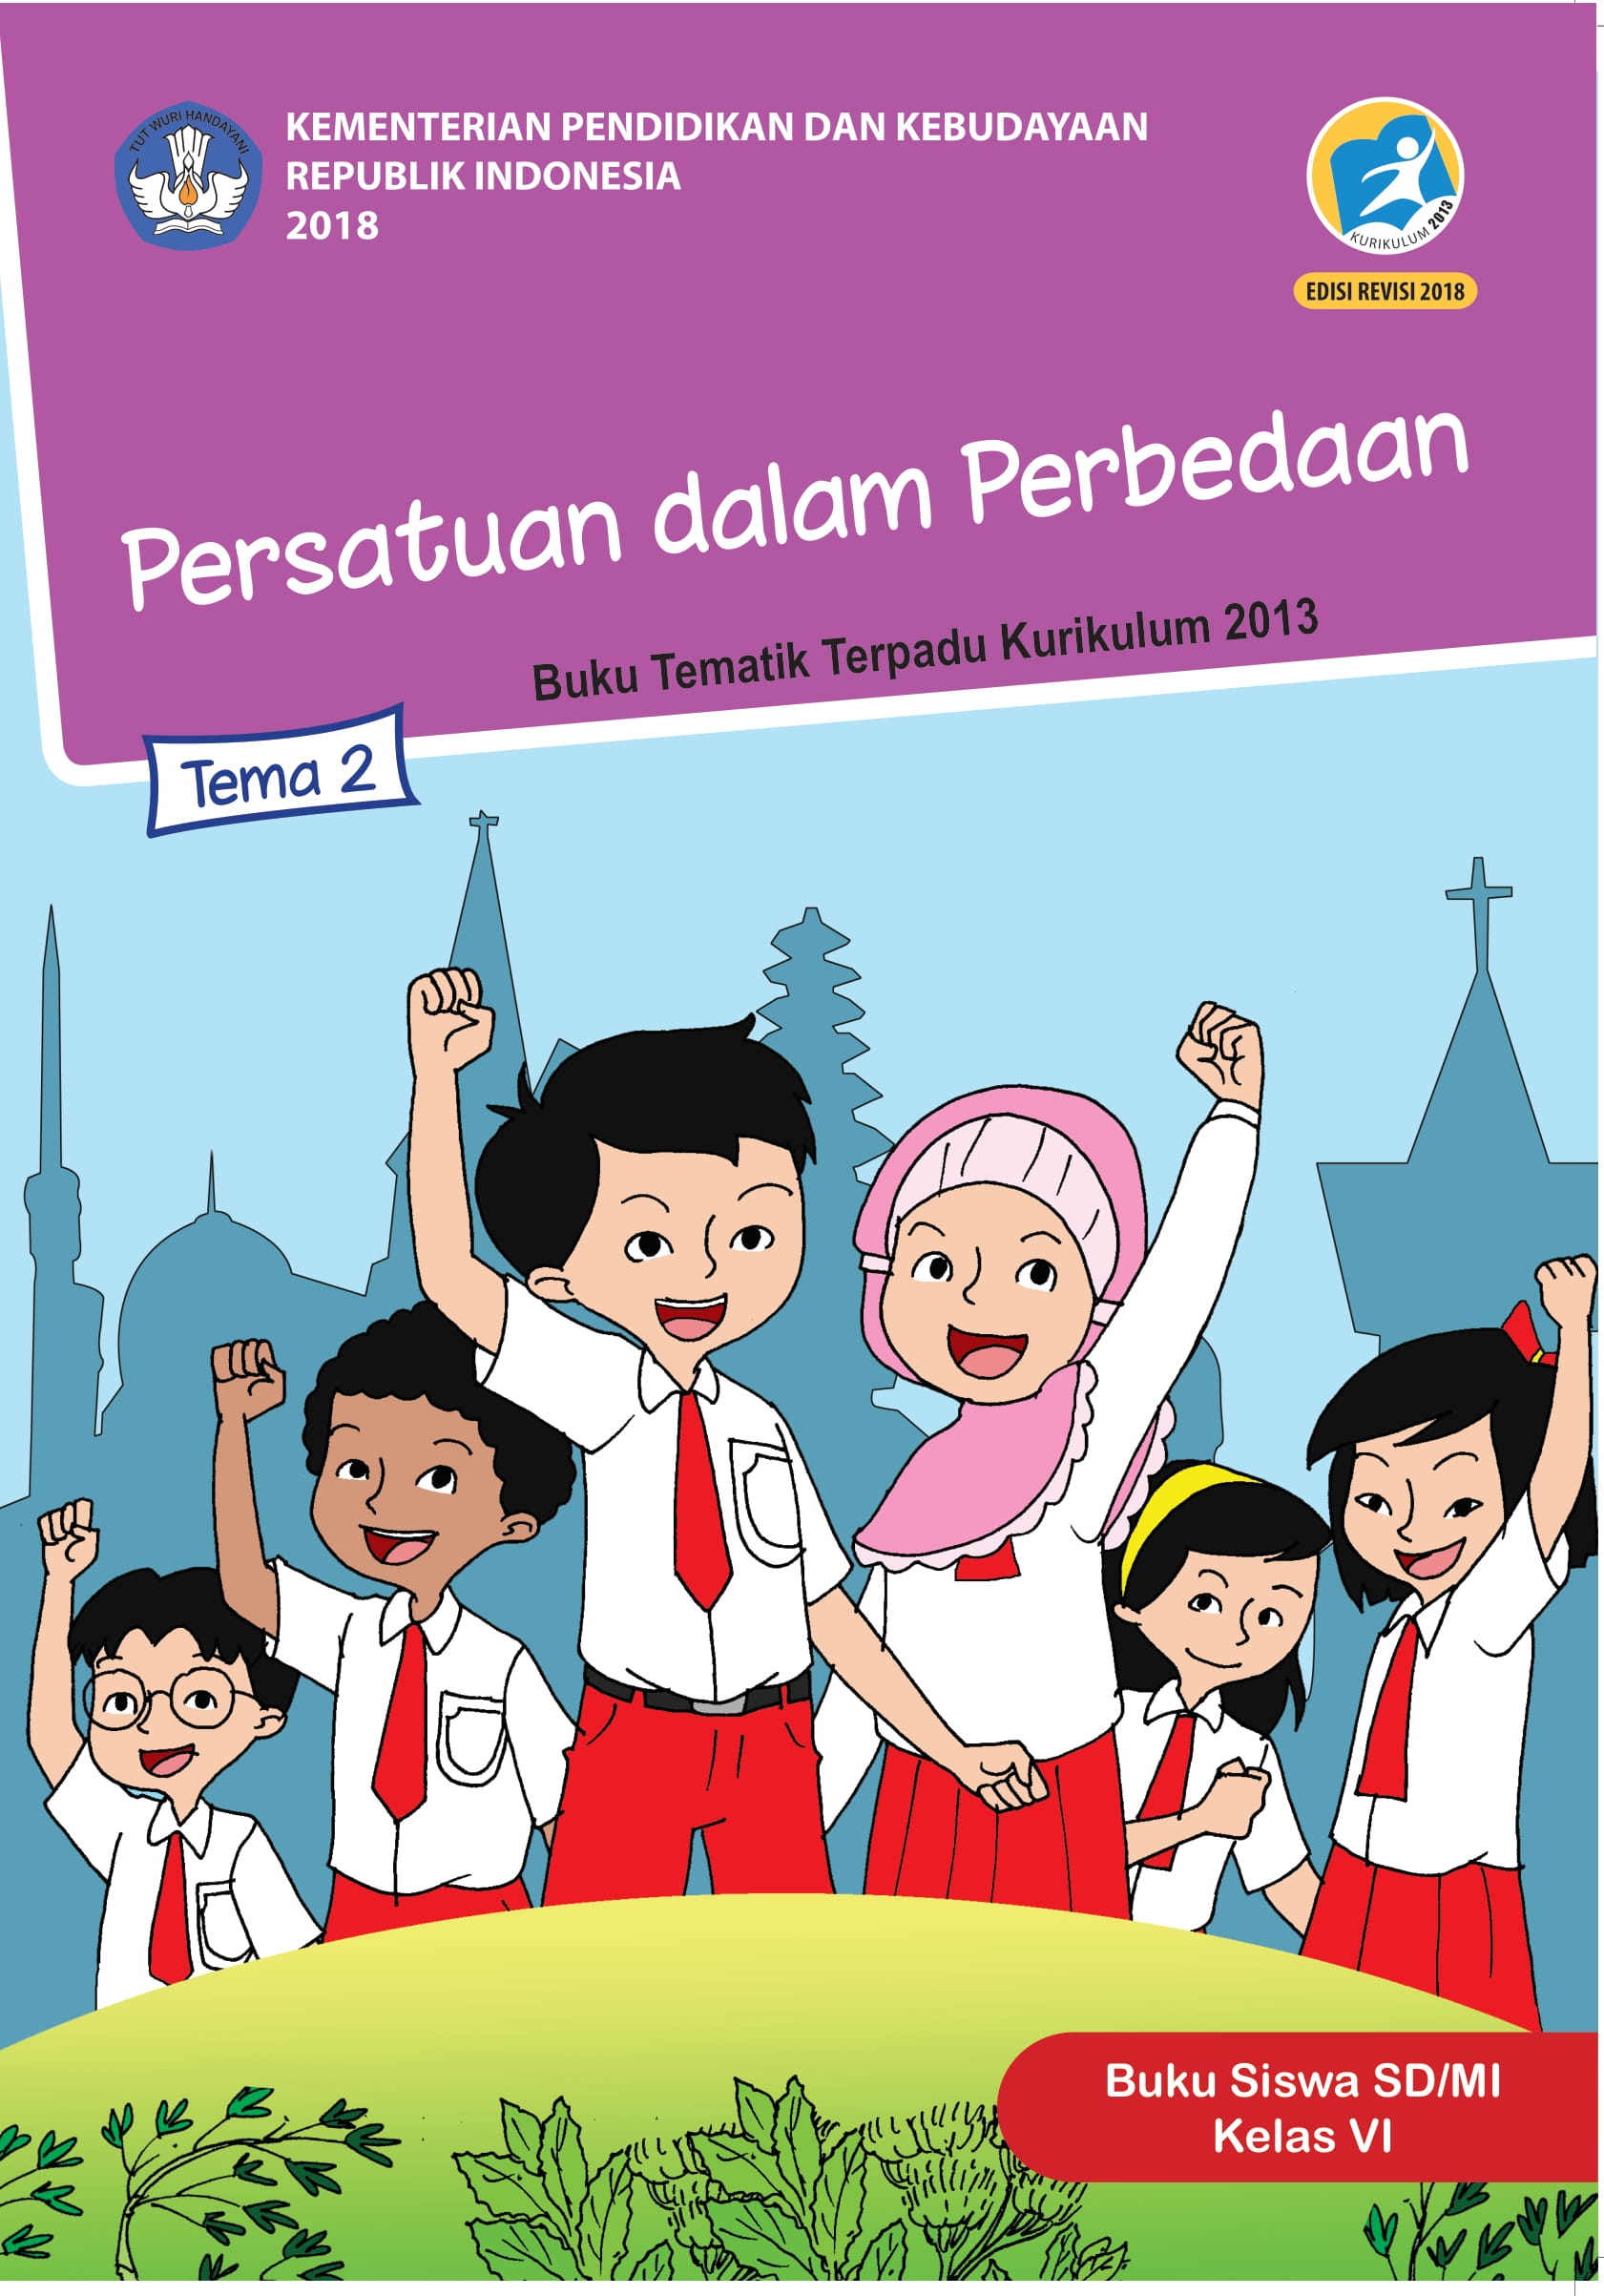 TUT WURI HANDAYANI
KEMENTERIAN PENDIDIKAN DAN KEBUDAYAAN
REPUBLIK INDONESIA
2018
KURIKULUM 2013
EDISI REVISI 2018
Persatuan dalam Perbedaan
Buku Tematik Terpadu Kurikulum 2013
Tema 2
Buku Siswa SD/MI
Kelas VI